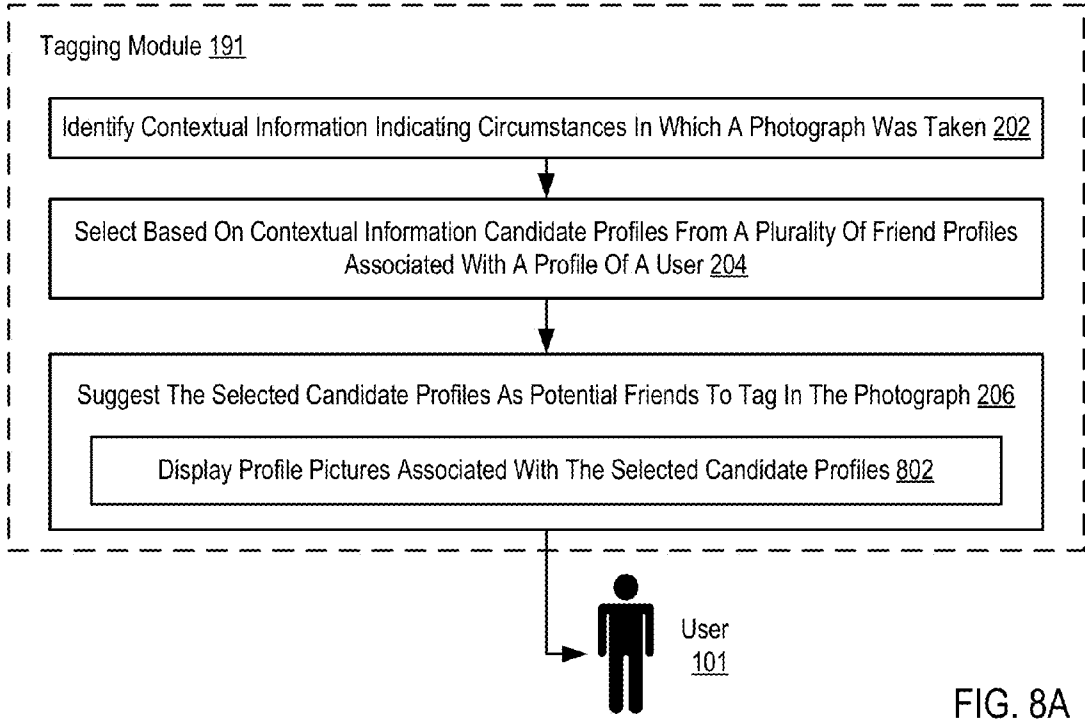 Tagging Module 191
Identify Contextual Information Indicating Circumstances In Which A Photograph Was Taken 202
Select Based On Contextual Information Candidate Profiles From A Plurality Of Friend Profiles
Associated With A Profile Of A User 204
Suggest The Selected Candidate Profiles As Potential Friends To Tag In The Photograph 206
Display Profile Pictures Associated With The Selected Candidate Profiles 802
User
101
FIG. 8A